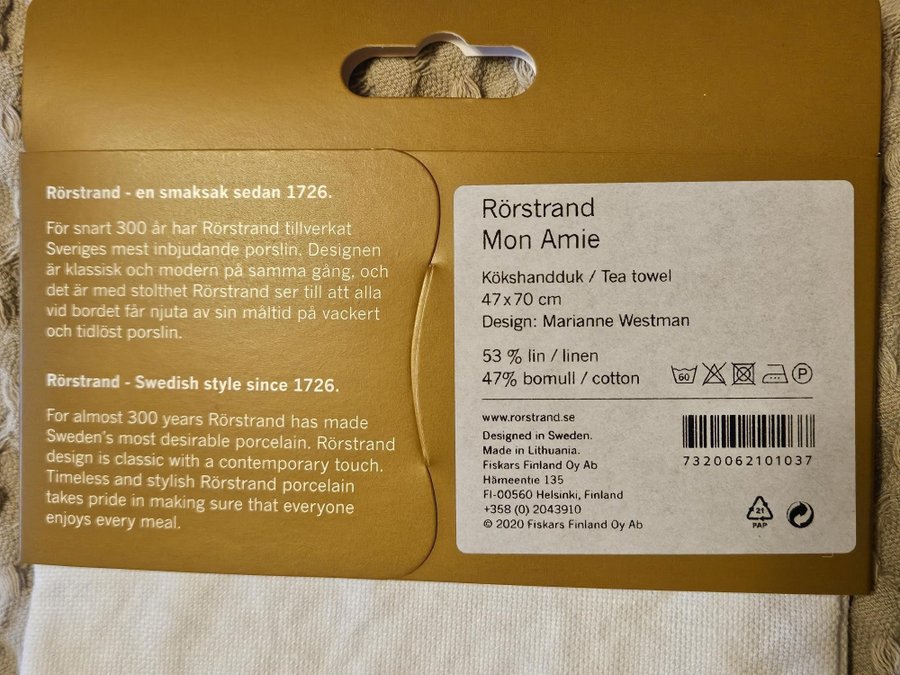 Rörstrand - en smaksak sedan 1726.
För snart 300 år har Rörstrand tillverkat
Sveriges mest inbjudande porslin. Designen
är klassisk och modern på samma gång, och
det är med stolthet Rörstrand ser till att alla
vid bordet får njuta av sin måltid på vackert
och tidlöst porslin.
Rörstrand - Swedish style since 1726.
For almost 300 years Rörstrand has made
Sweden's most desirable porcelain. Rörstrand
design is classic with a contemporary touch.
Timeless and stylish Rörstrand porcelain
takes pride in making sure that everyone
enjoys every meal.
Rörstrand
Mon Amie
Kökshandduk / Tea towel
47 x 70 cm
Design: Marianne Westman
53 % lin / linen
47% bomull / cotton
60
P
www.rorstrand.se
Designed in Sweden.
Made in Lithuania.
Fiskars Finland Oy Ab
Hämeentie 135
FI-00560 Helsinki, Finland
+358 (0) 2043910
© 2020 Fiskars Finland Oy Ab
7320062101037
21
PAP